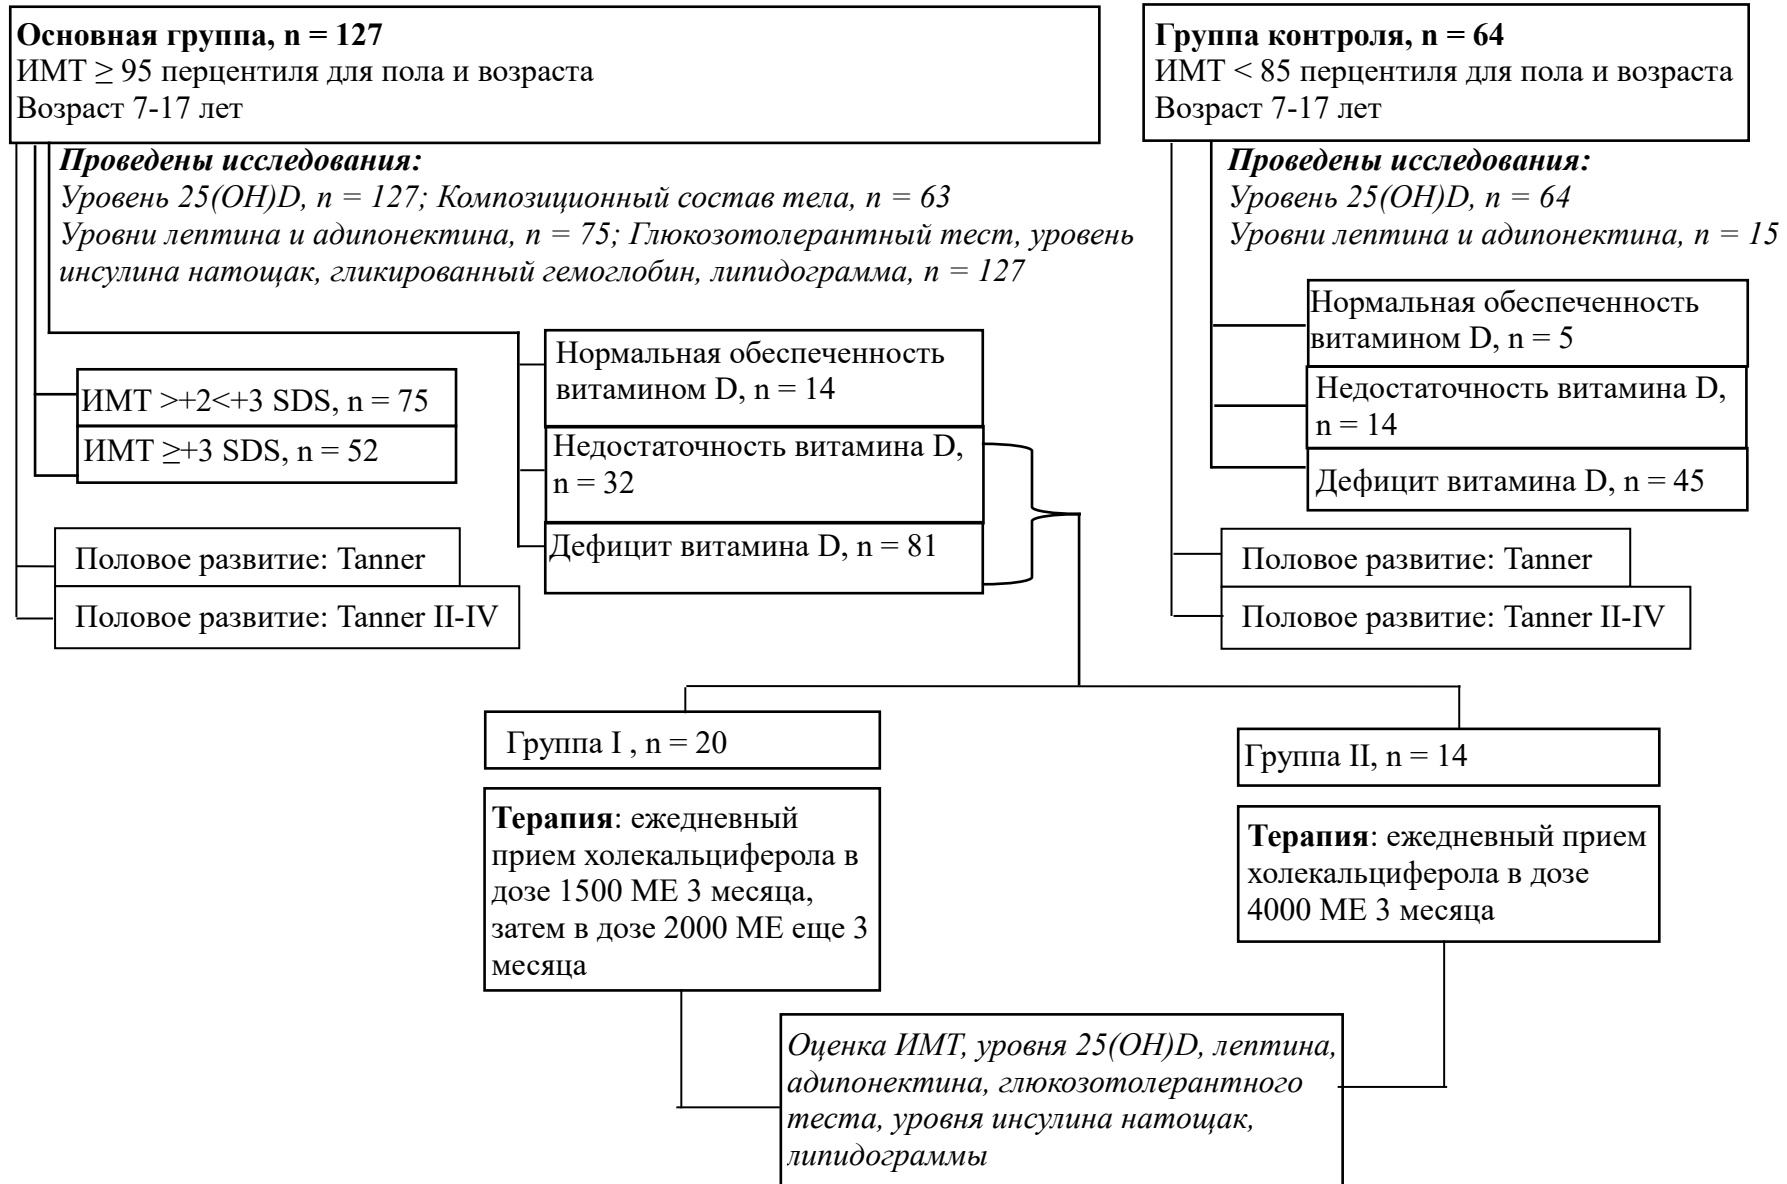 Основная группа, n = 127
ИМТ ≥ 95 перцентиля для пола и возраста
Возраст 7-17 лет
Группа контроля, n = 64
ИМТ < 85 перцентиля для пола и возраста
Возраст 7-17 лет
Проведены исследования:
Уровень 25(OH)D, n = 127; Композиционный состав тела, n = 63
Уровни лептина и адипонектина, n = 75; Глюкозотолерантный тест, уровень
инсулина натощак, гликированный гемоглобин, липидограмма, n = 127
Проведены исследования:
Уровень 25(OH)D, n = 64
Уровни лептина и адипонектина, n = 15
ИМТ >+2<+3 SDS, n = 75
ИМТ ≥+3 SDS, n = 52
Нормальная обеспеченность
витамином D, n = 14
Недостаточность витамина D,
n = 32
Дефицит витамина D, n = 81
Нормальная обеспеченность
витамином D, n = 5
Недостаточность витамина D,
n = 14
Дефицит витамина D, n = 45
Половое развитие: Tanner
Половое развитие: Tanner II-IV
Половое развитие: Tanner
Половое развитие: Tanner II-IV
Группа I , n = 20
Группа II, n = 14
Терапия: ежедневный
прием холекальциферола в
дозе 1500 МЕ 3 месяца,
затем в дозе 2000 МЕ еще 3
месяца
Терапия: ежедневный прием
холекальциферола в дозе
4000 МЕ 3 месяца
Оценка ИМТ, уровня 25(OH)D, лептина,
адипонектина, глюкозотолерантного
теста, уровня инсулина натощак,
липидограммы